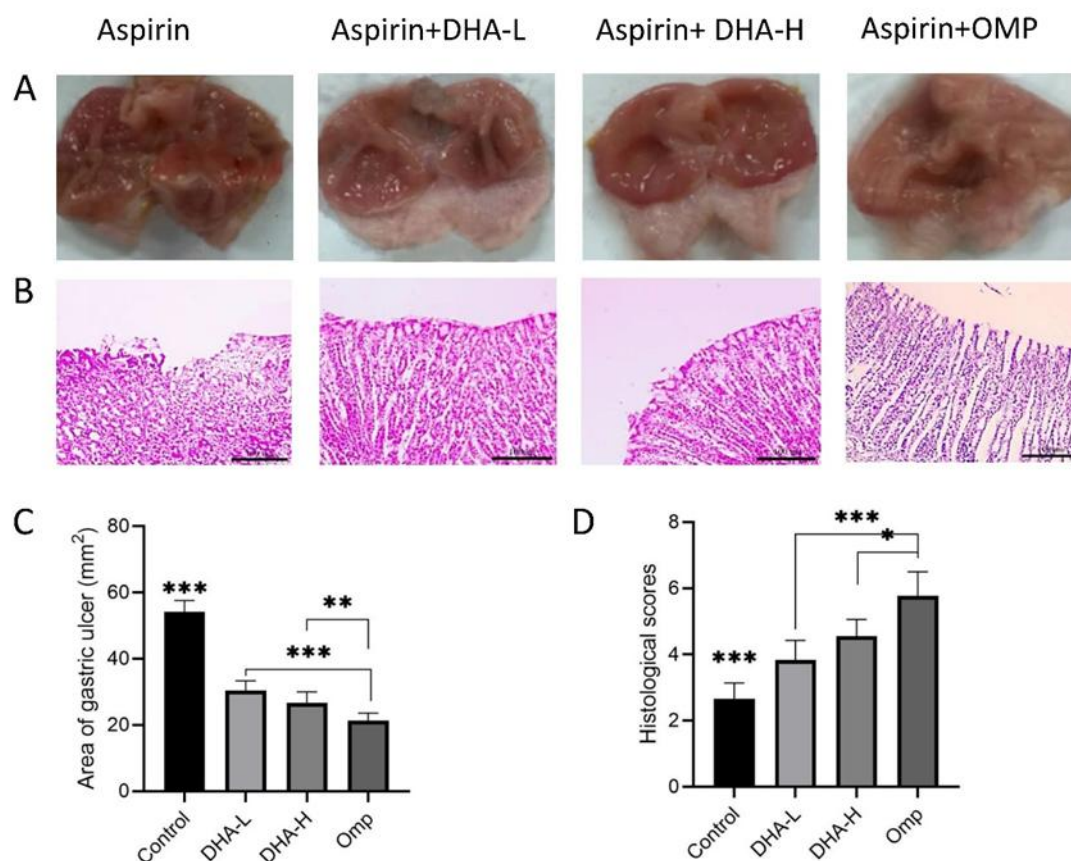 Aspirin Aspirin+DHA-L Aspirin+ DHA-H Aspirin+OMP
A
B
C
Area of gastric ulcer (mm²)
80
60
40
20
0
***
***
**
Control DHA-L DHA-H Omp
D
Histological scores
8
6
4
2
0
***
***
*
Control DHA-L DHA-H Omp